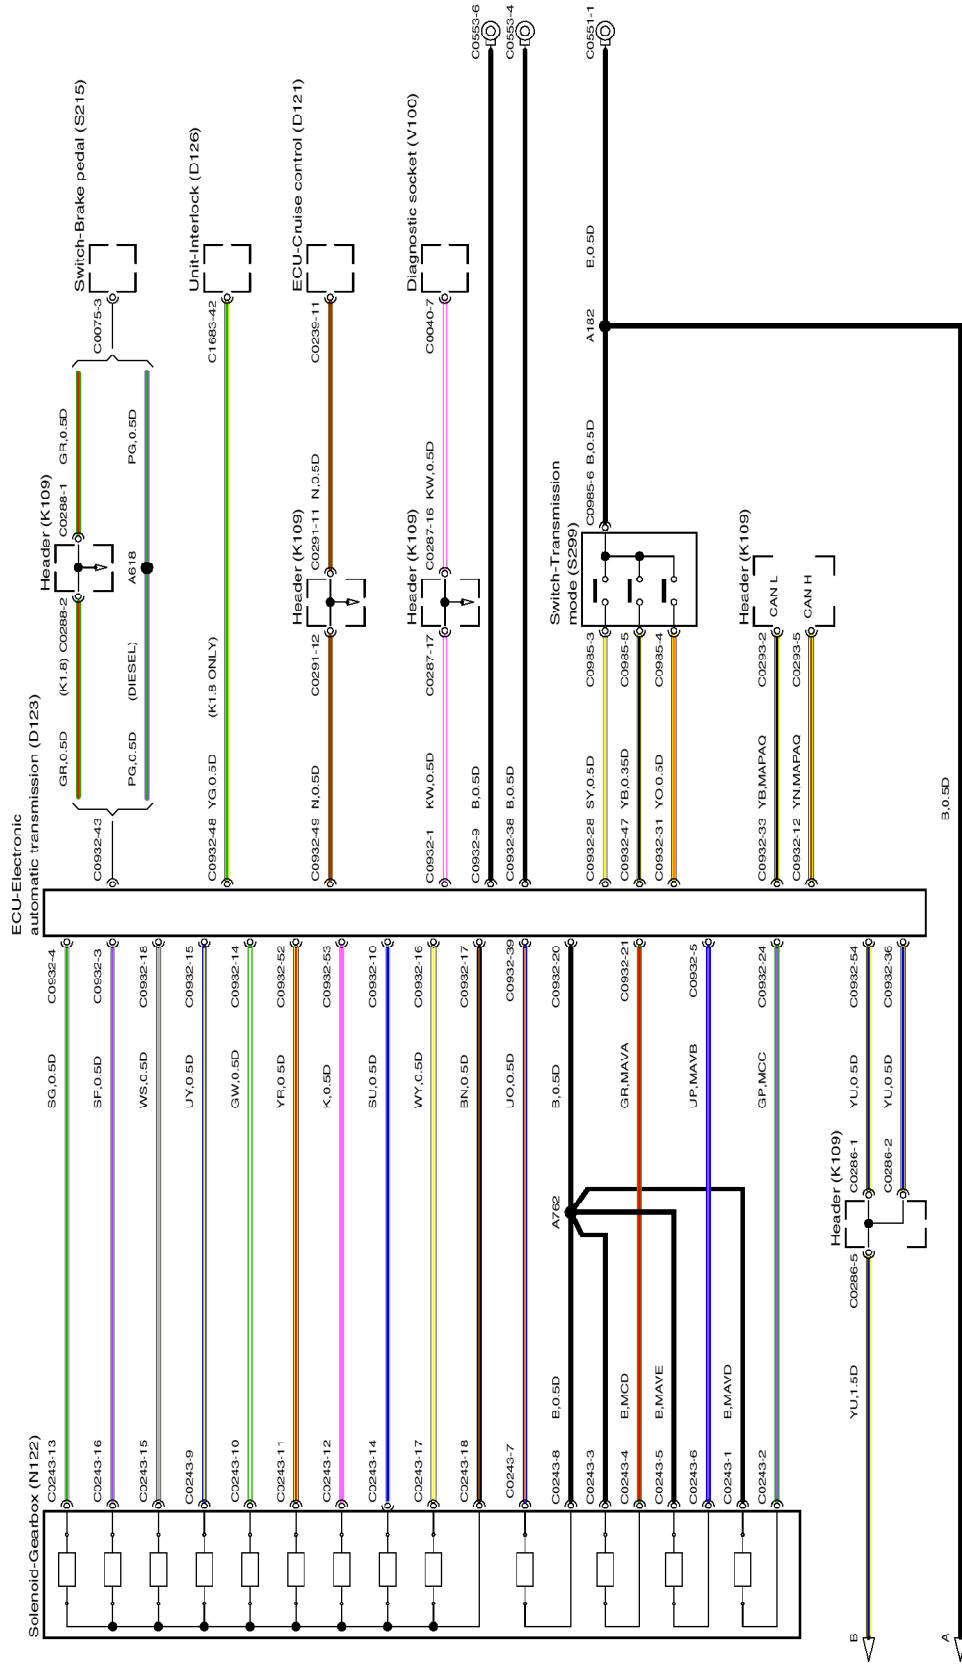 Solenoid-Gearbox (N122)
C0243-13
SG,0.5D
C0932-4
C0243-16
SP,0.5D
C0932-3
C0243-15
WS,0.5D
C0932-18
C0243-9
UY,0.5D
C0932-15
C0243-10
GW,0.5D
C0932-14
C0243-11
YR,0.5D
C0932-52
C0243-12
K,0.5D
C0932-53
C0243-14
SU,0.5D
C0932-10
C0243-17
WY,0.5D
C0932-16
C0243-18
BN,0.5D
C0932-17
C0243-7
UO,0.5D
C0932-39
C0243-8
B,0.5D
A762
B,0.5D
C0932-20
C0243-3
B,MCD
C0243-4
GR,MAVA
C0932-21
C0243-5
B,MAVE
C0243-6
UP,MAVB
C0932-5
C0243-1
B,MAVD
C0243-2
GP,MCC
C0932-24
Header (K109)
B
YU,1.5D
C0286-5
C0286-1
YU,0.5D
C0932-54
C0286-2
YU,0.5D
C0932-36
A
B,0.5D
ECU-Electronic
automatic transmission (D123)
C0932-43
GR,0.5D
(K1.8)
C0288-2
Header (K109)
C0288-1
GR,0.5D
PG,0.5D
(DIESEL)
A618
PG,0.5D
C0075-3
Switch-Brake pedal (S215)
C0932-48
YG,0.5D
(K1.8 ONLY)
C1683-42
Unit-Interlock (D126)
C0932-49
N,0.5D
C0291-12
Header (K109)
C0291-11
N,0.5D
C0239-11
ECU-Cruise control (D121)
C0932-1
KW,0.5D
C0287-17
Header (K109)
C0287-16
KW,0.5D
C0040-7
Diagnostic socket (V100)
C0932-9
B,0.5D
C0553-6
C0932-38
B,0.5D
C0553-4
Switch-Transmission
mode (S299)
C0932-28
SY,0.5D
C0985-3
C0985-6
B,0.5D
A182
B,0.5D
C0551-1
C0932-47
YB,0.35D
C0985-5
C0932-31
YO,0.5D
C0985-4
Header (K109)
C0932-33
YB,MAPAQ
C0293-2
CAN L
C0932-12
YN,MAPAQ
C0293-5
CAN H